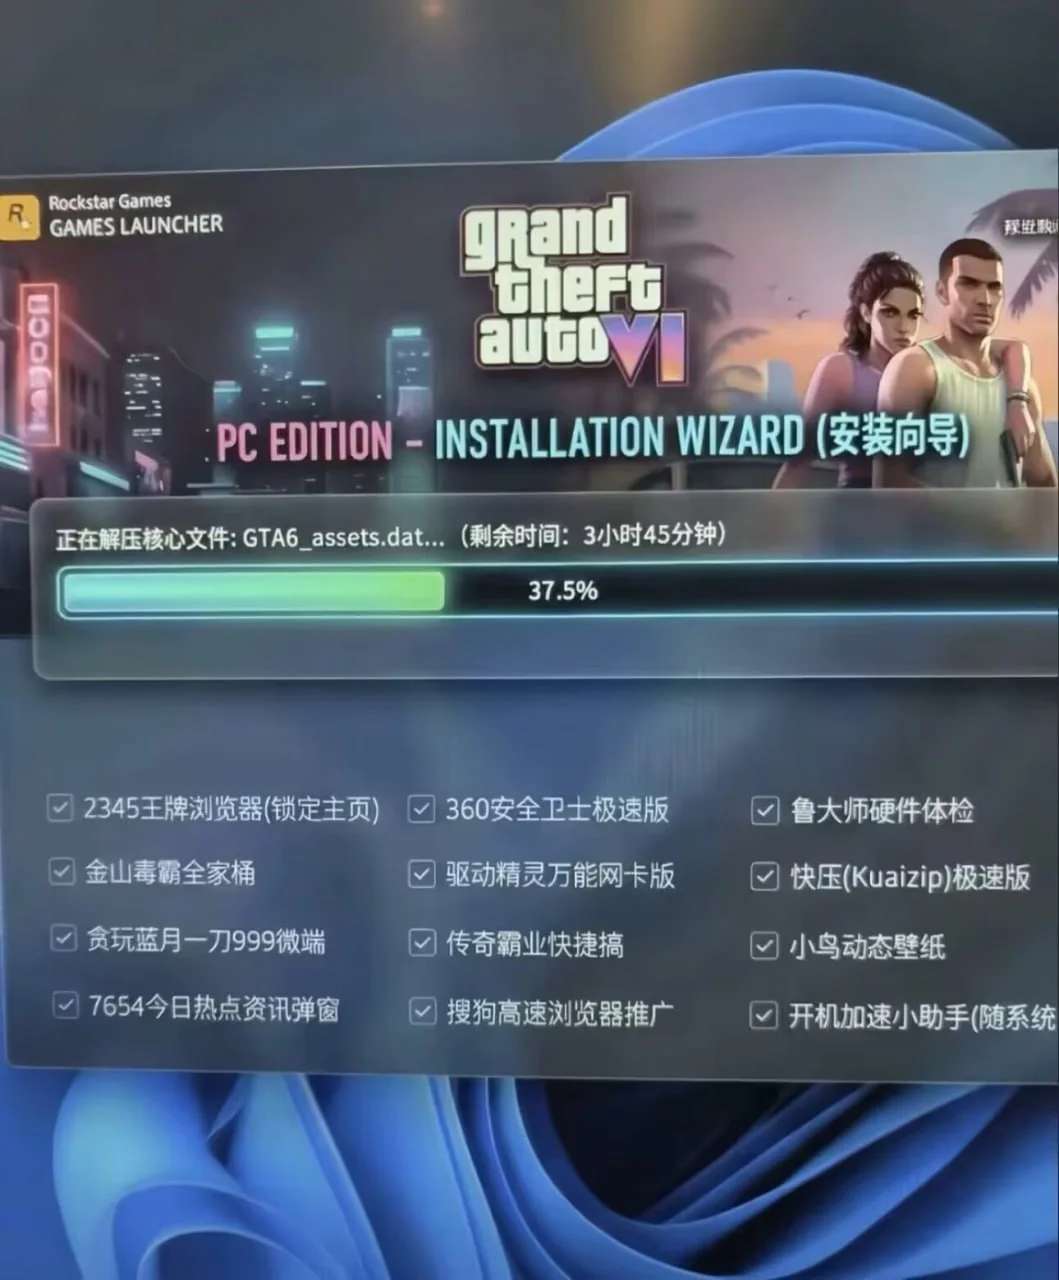 Rockstar Games
GAMES LAUNCHER
grand
theft
auto VI
PC EDITION - INSTALLATION WIZARD (安装向导)
正在解压核心文件: GTA6_assets.dat... (剩余时间：3小时45分钟)
37.5%
2345王牌浏览器(锁定主页) 360安全卫士极速版 鲁大师硬件体检
金山毒霸全家桶 驱动精灵万能网卡版 快压(Kuaizip)极速版
贪玩蓝月一刀999微端 传奇霸业快捷搞 小鸟动态壁纸
7654今日热点资讯弹窗 搜狗高速浏览器推广 开机加速小助手(随系统